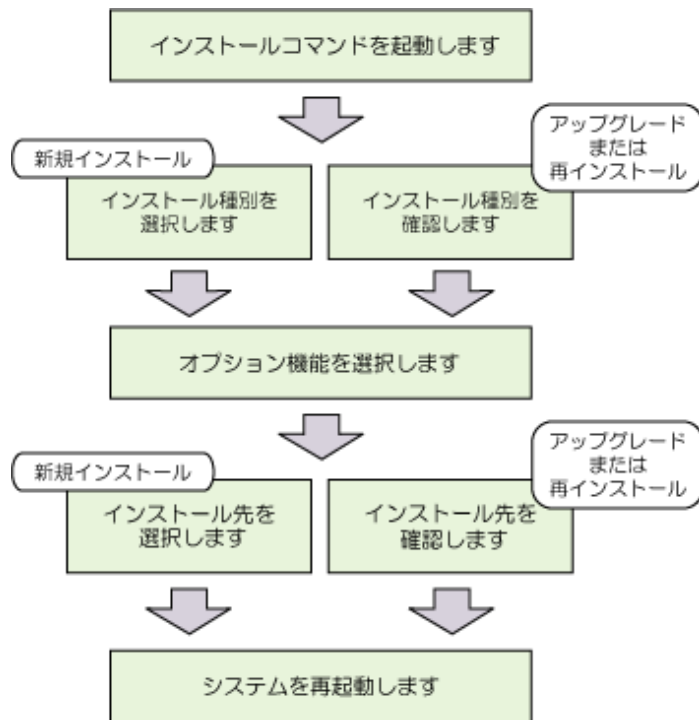 インストールコマンドを起動します
新規インストール
インストール種別を
選択します
アップグレード
または
再インストール
インストール種別を
確認します
オプション機能を選択します
新規インストール
インストール先を
選択します
アップグレード
または
再インストール
インストール先を
確認します
システムを再起動します